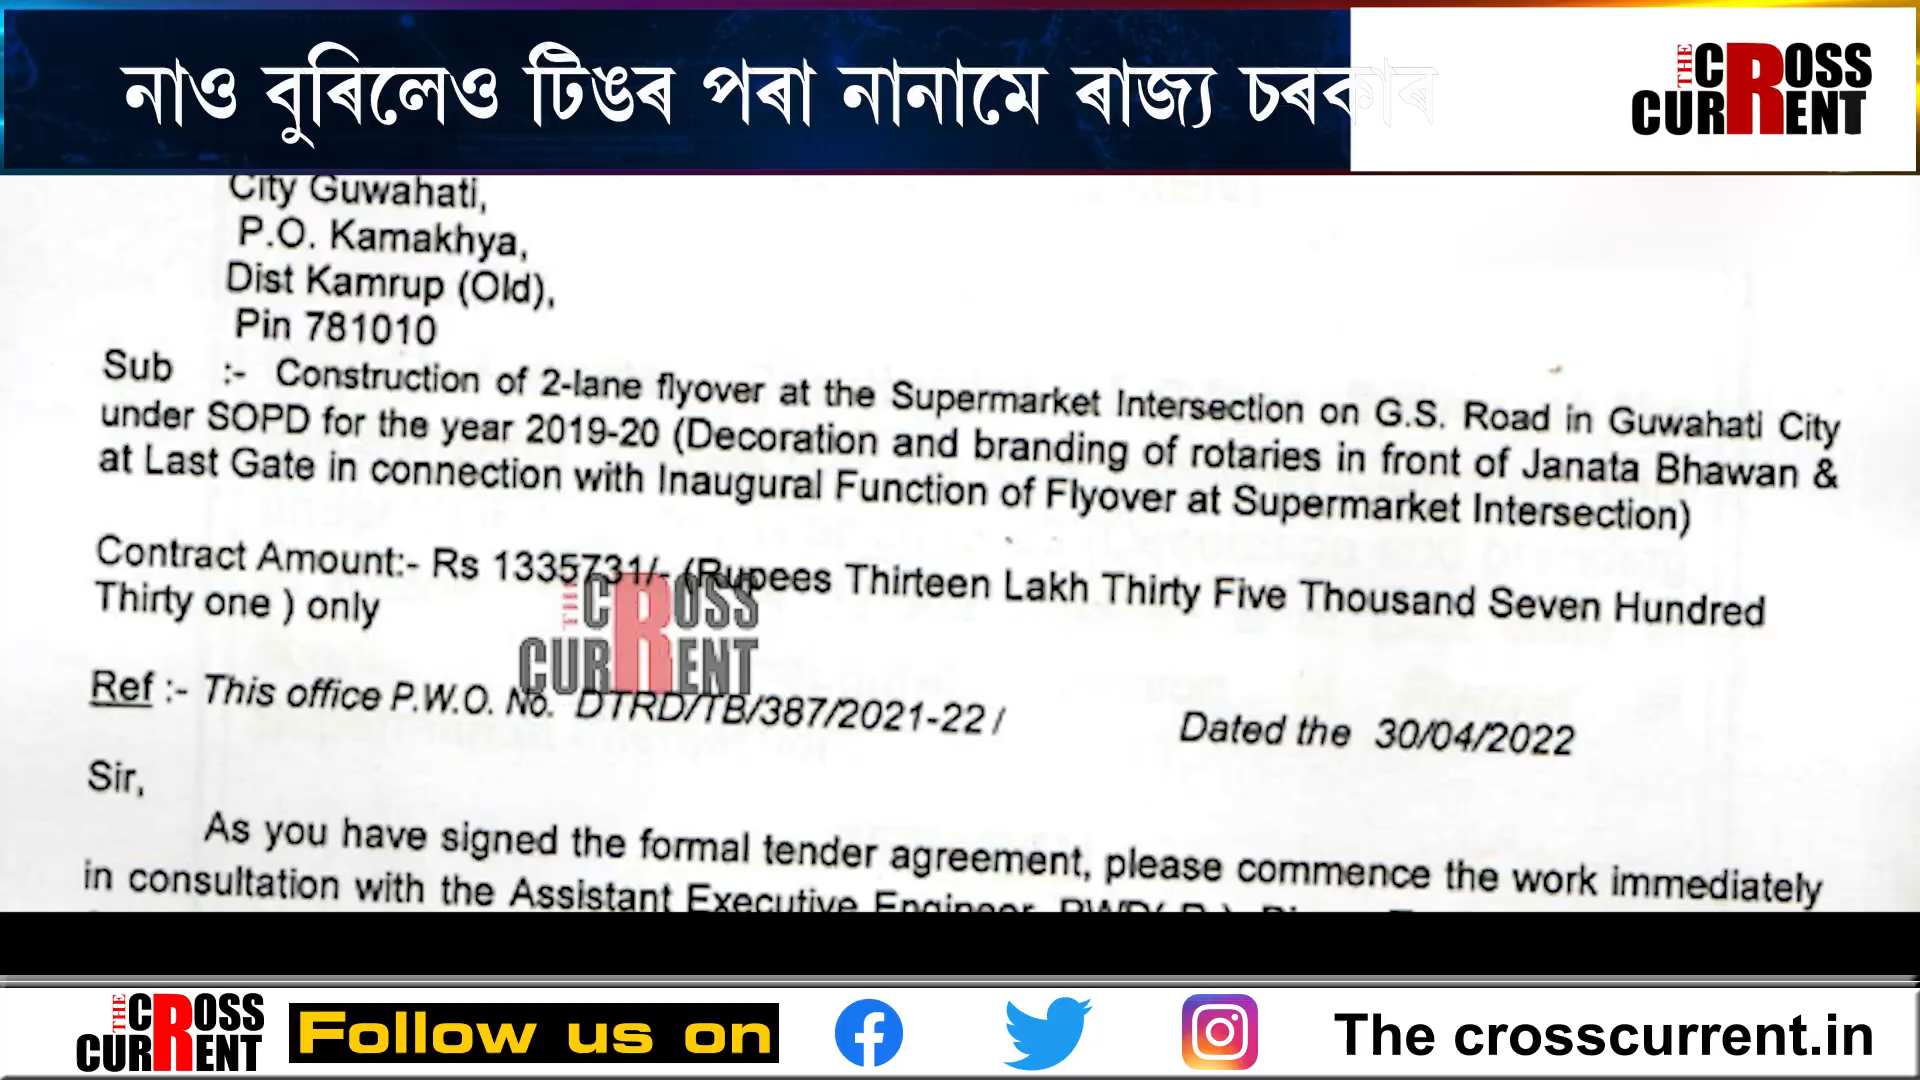 নাও বুৰিলেও টিঙৰ পৰা নানামে ৰাজ্য চৰকাৰ
THE CROSS CURRENT
City Guwahati,
P.O. Kamakhya,
Dist Kamrup (Old),
Pin 781010
Sub :- Construction of 2-lane flyover at the Supermarket Intersection on G.S. Road in Guwahati City
under SOPD for the year 2019-20 (Decoration and branding of rotaries in front of Janata Bhawan &
at Last Gate in connection with Inaugural Function of Flyover at Supermarket Intersection)
Contract Amount:- Rs 1335731/- (Rupees Thirteen Lakh Thirty Five Thousand Seven Hundred
Thirty one ) only
THE CROSS CURRENT
Ref :- This office P.W.O. No. DTRD/TB/387/2021-22 / Dated the 30/04/2022
Sir,
As you have signed the formal tender agreement, please commence the work immediately
in consultation with the Assistant Executive Engineer
THE CROSS CURRENT
Follow us on
The crosscurrent.in